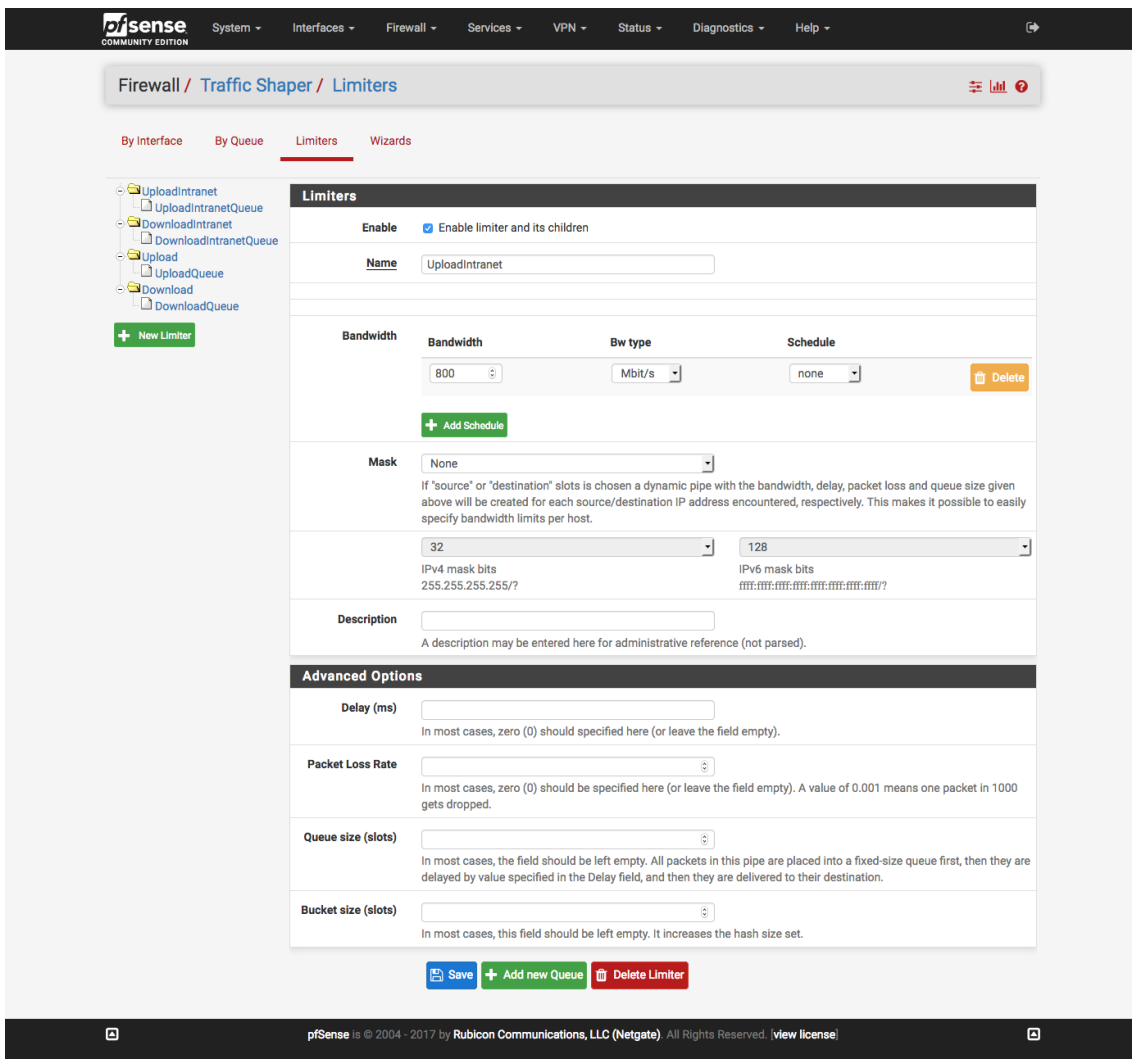 pfsense COMMUNITY EDITION System Interfaces Firewall Services VPN Status Diagnostics Help
Firewall / Traffic Shaper / Limiters
By Interface By Queue Limiters Wizards
UploadIntranet
UploadIntranetQueue
DownloadIntranet
DownloadIntranetQueue
Upload
UploadQueue
Download
DownloadQueue
New Limiter
Limiters
Enable Enable limiter and its children
Name UploadIntranet
Bandwidth Bandwidth Bw type Schedule
800 Mbit/s none Delete
Add Schedule
Mask None
If "source" or "destination" slots is chosen a dynamic pipe with the bandwidth, delay, packet loss and queue size given
above will be created for each source/destination IP address encountered, respectively. This makes it possible to easily
specify bandwidth limits per host.
32 128
IPv4 mask bits IPv6 mask bits
255.255.255.255/? ffff:ffff:ffff:ffff:ffff:ffff:ffff:ffff/?
Description
A description may be entered here for administrative reference (not parsed).
Advanced Options
Delay (ms)
In most cases, zero (0) should specified here (or leave the field empty).
Packet Loss Rate
In most cases, zero (0) should be specified here (or leave the field empty). A value of 0.001 means one packet in 1000
gets dropped.
Queue size (slots)
In most cases, the field should be left empty. All packets in this pipe are placed into a fixed-size queue first, then they are
delayed by value specified in the Delay field, and then they are delivered to their destination.
Bucket size (slots)
In most cases, this field should be left empty. It increases the hash size set.
Save Add new Queue Delete Limiter
pfSense is © 2004 - 2017 by Rubicon Communications, LLC (Netgate). All Rights Reserved. [view license]